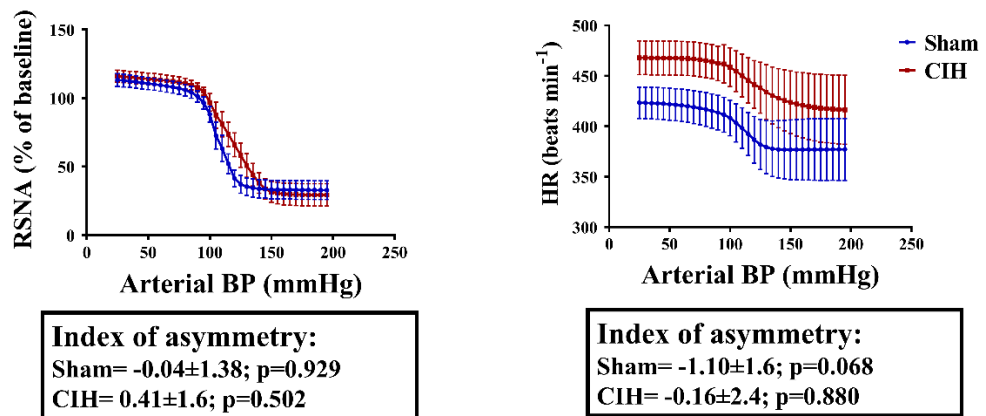 RSNA (% of baseline)
150
100
50
0
0 50 100 150 200 250
Arterial BP (mmHg)
Index of asymmetry:
Sham= -0.04±1.38; p=0.929
CIH= 0.41±1.6; p=0.502
HR (beats min⁻¹)
500
450
400
350
300
0 50 100 150 200 250
Arterial BP (mmHg)
Sham
CIH
Index of asymmetry:
Sham= -1.10±1.6; p=0.068
CIH= -0.16±2.4; p=0.880